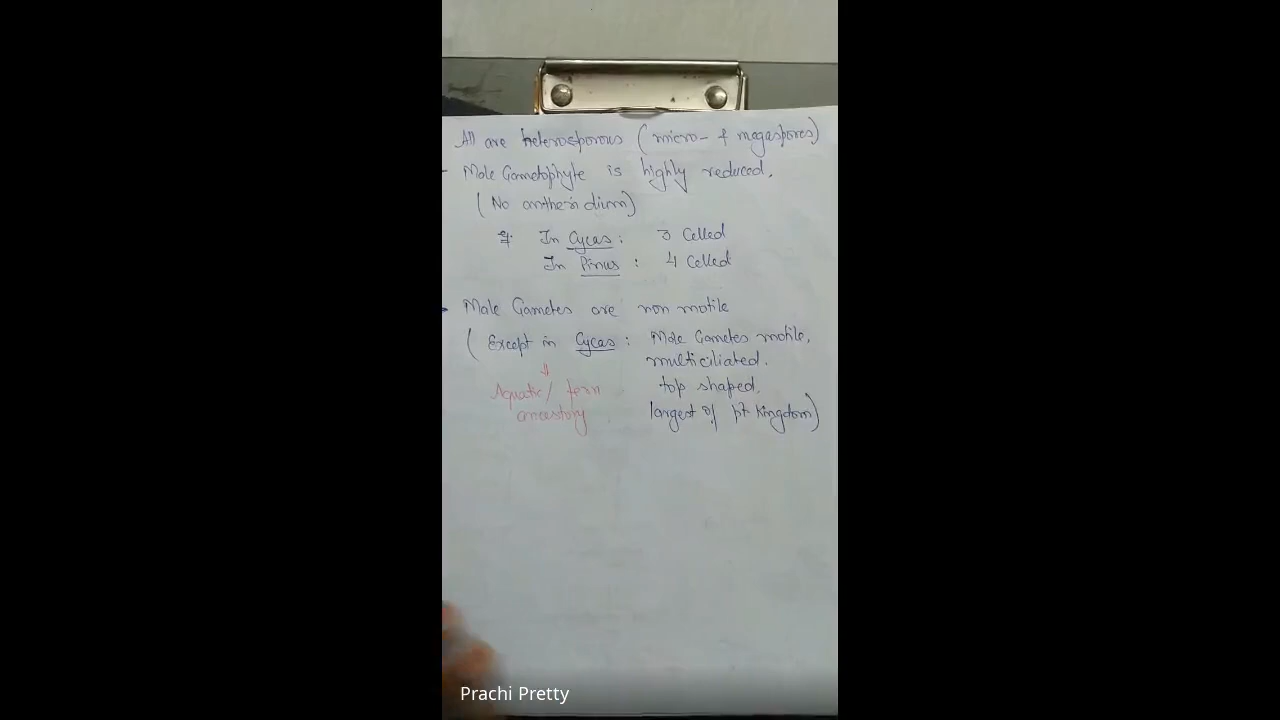 All are heterosporous (micro- & megaspores)
- Male Gametophyte is highly reduced.
(No antheridium)
In Cycas : 3 Celled
In Pinus : 4 Celled
Male Gametes are non motile
(Except in Cycas : Male Gametes motile,
multiciliated.
↓ top shaped.
Aquatic / fern
ancestory
largest of pt kingdom)
Prachi Pretty